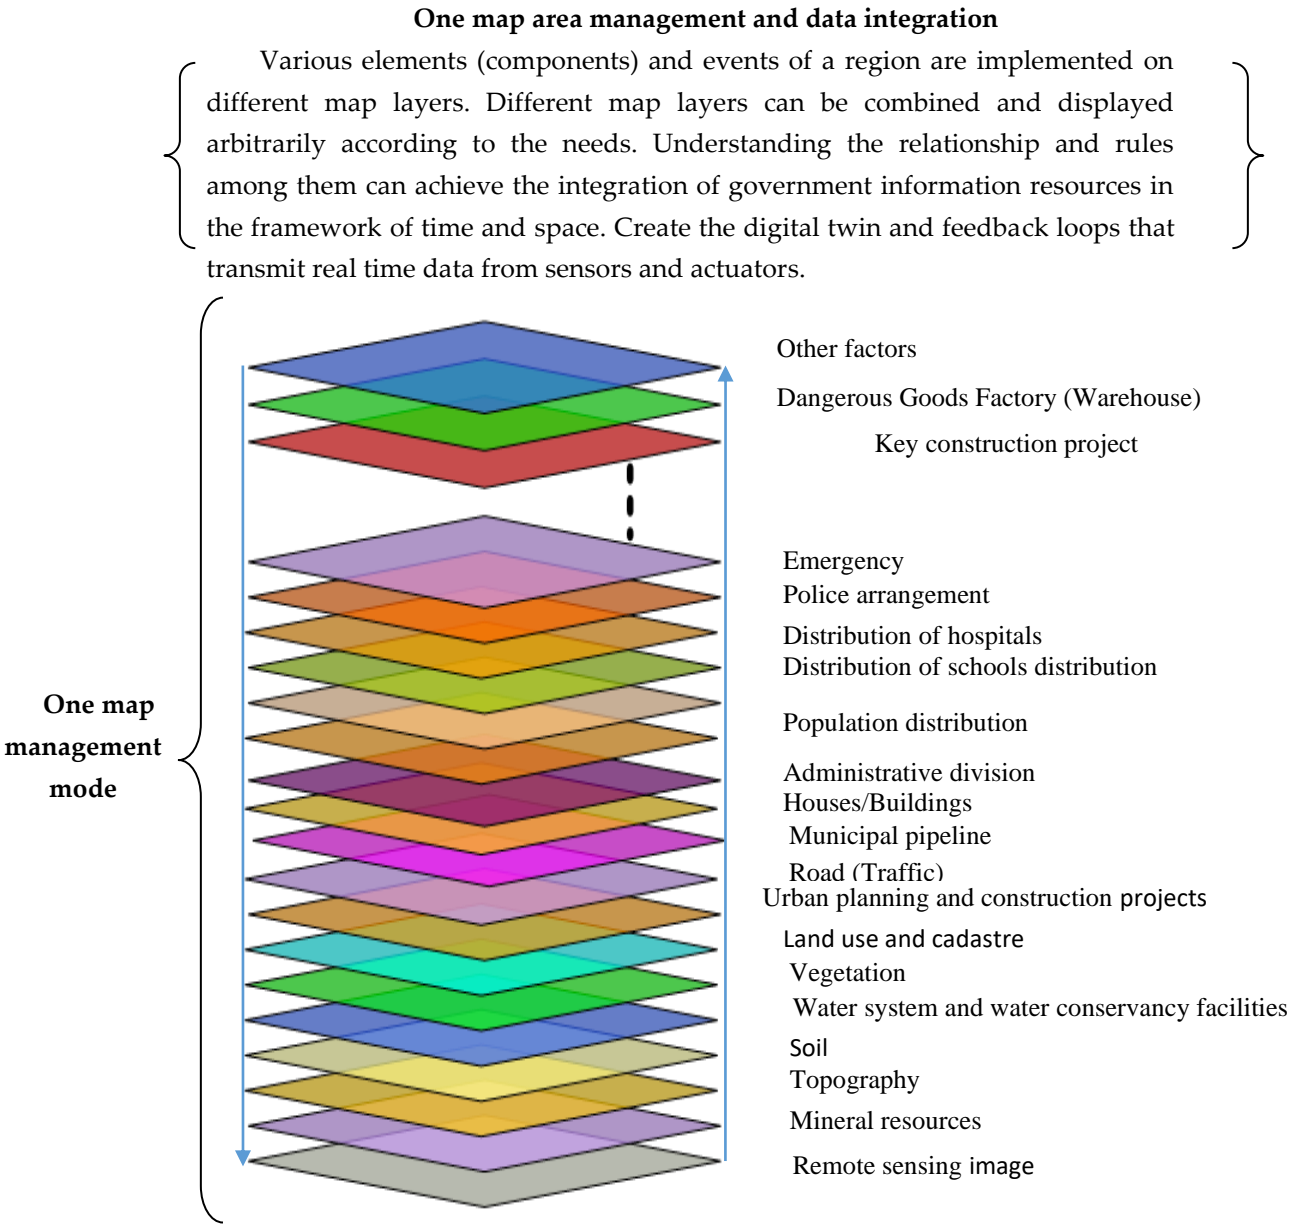 One map area management and data integration
Various elements (components) and events of a region are implemented on
different map layers. Different map layers can be combined and displayed
arbitrarily according to the needs. Understanding the relationship and rules
among them can achieve the integration of government information resources in
the framework of time and space. Create the digital twin and feedback loops that
transmit real time data from sensors and actuators.
Other factors
Dangerous Goods Factory (Warehouse)
Key construction project
Emergency
Police arrangement
Distribution of hospitals
Distribution of schools distribution
One map
management
mode
Population distribution
Administrative division
Houses/Buildings
Municipal pipeline
Road (Traffic)
Urban planning and construction projects
Land use and cadastre
Vegetation
Water system and water conservancy facilities
Soil
Topography
Mineral resources
Remote sensing image